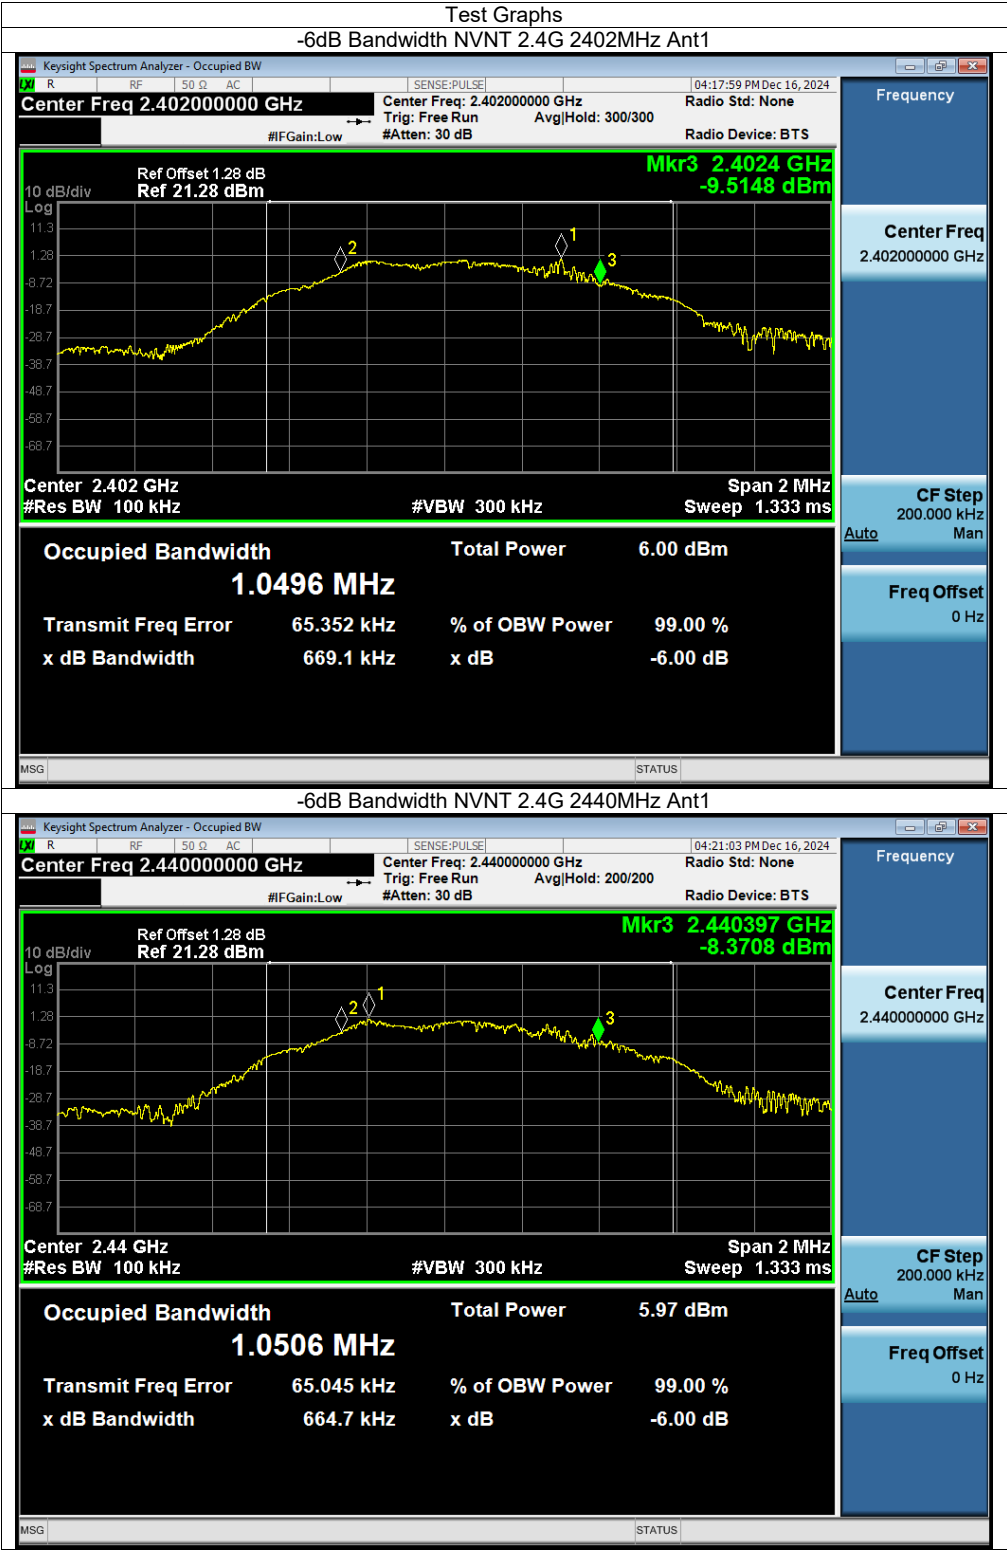 Test Graphs
-6dB Bandwidth NVNT 2.4G 2402MHz Ant1
Keysight Spectrum Analyzer - Occupied BW
LXI R RF 50 Ω AC SENSE:PULSE 04:17:59 PM Dec 16, 2024
Center Freq 2.402000000 GHz Center Freq: 2.402000000 GHz Radio Std: None
Trig: Free Run Avg|Hold: 300/300
#IFGain:Low #Atten: 30 dB Radio Device: BTS
Frequency
Mkr3 2.4024 GHz
-9.5148 dBm
Ref Offset 1.28 dB
10 dB/div Ref 21.28 dBm
Log
11.3
1.28
-8.72
-18.7
-28.7
-38.7
-48.7
-58.7
-68.7
1
2
3
Center Freq
2.402000000 GHz
Center 2.402 GHz Span 2 MHz
#Res BW 100 kHz #VBW 300 kHz Sweep 1.333 ms
CF Step
200.000 kHz
Auto Man
Occupied Bandwidth Total Power 6.00 dBm
1.0496 MHz
Freq Offset
0 Hz
Transmit Freq Error 65.352 kHz % of OBW Power 99.00 %
x dB Bandwidth 669.1 kHz x dB -6.00 dB
MSG STATUS
-6dB Bandwidth NVNT 2.4G 2440MHz Ant1
Keysight Spectrum Analyzer - Occupied BW
LXI R RF 50 Ω AC SENSE:PULSE 04:21:03 PM Dec 16, 2024
Center Freq 2.440000000 GHz Center Freq: 2.440000000 GHz Radio Std: None
Trig: Free Run Avg|Hold: 200/200
#IFGain:Low #Atten: 30 dB Radio Device: BTS
Frequency
Mkr3 2.440397 GHz
-8.3708 dBm
Ref Offset 1.28 dB
10 dB/div Ref 21.28 dBm
Log
11.3
1.28
-8.72
-18.7
-28.7
-38.7
-48.7
-58.7
-68.7
1
2
3
Center Freq
2.440000000 GHz
Center 2.44 GHz Span 2 MHz
#Res BW 100 kHz #VBW 300 kHz Sweep 1.333 ms
CF Step
200.000 kHz
Auto Man
Occupied Bandwidth Total Power 5.97 dBm
1.0506 MHz
Freq Offset
0 Hz
Transmit Freq Error 65.045 kHz % of OBW Power 99.00 %
x dB Bandwidth 664.7 kHz x dB -6.00 dB
MSG STATUS